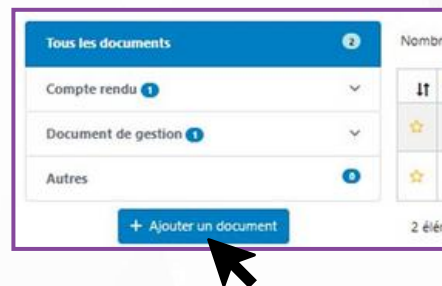 Tous les documents 2
Compte rendu 1
Document de gestion 1
Autres 0
+ Ajouter un document
Nombr
2 élé